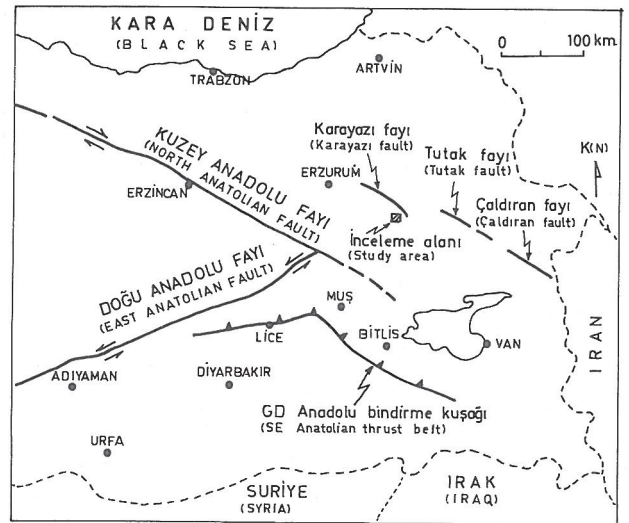 KARA DENİZ
(BLACK SEA)
0 100 km.
ARTVİN
TRABZON
KUZEY ANADOLU FAYI
(NORTH ANATOLIAN FAULT)
Karayazı fayı
(Karayazı fault)
K(N)
Tutak fayı
(Tutak fault)
ERZURUM
ERZİNCAN
Çaldıran fayı
(Çaldıran fault)
İnceleme alanı
(Study area)
DOĞU ANADOLU FAYI
(EAST ANATOLIAN FAULT)
MUŞ
LİCE
BİTLİS
VAN
IRAN
ADIYAMAN
DİYARBAKIR
GD Anadolu bindirme kuşağı
(SE Anatolian thrust belt)
URFA
SURİYE
(SYRIA)
IRAK
(IRAQ)